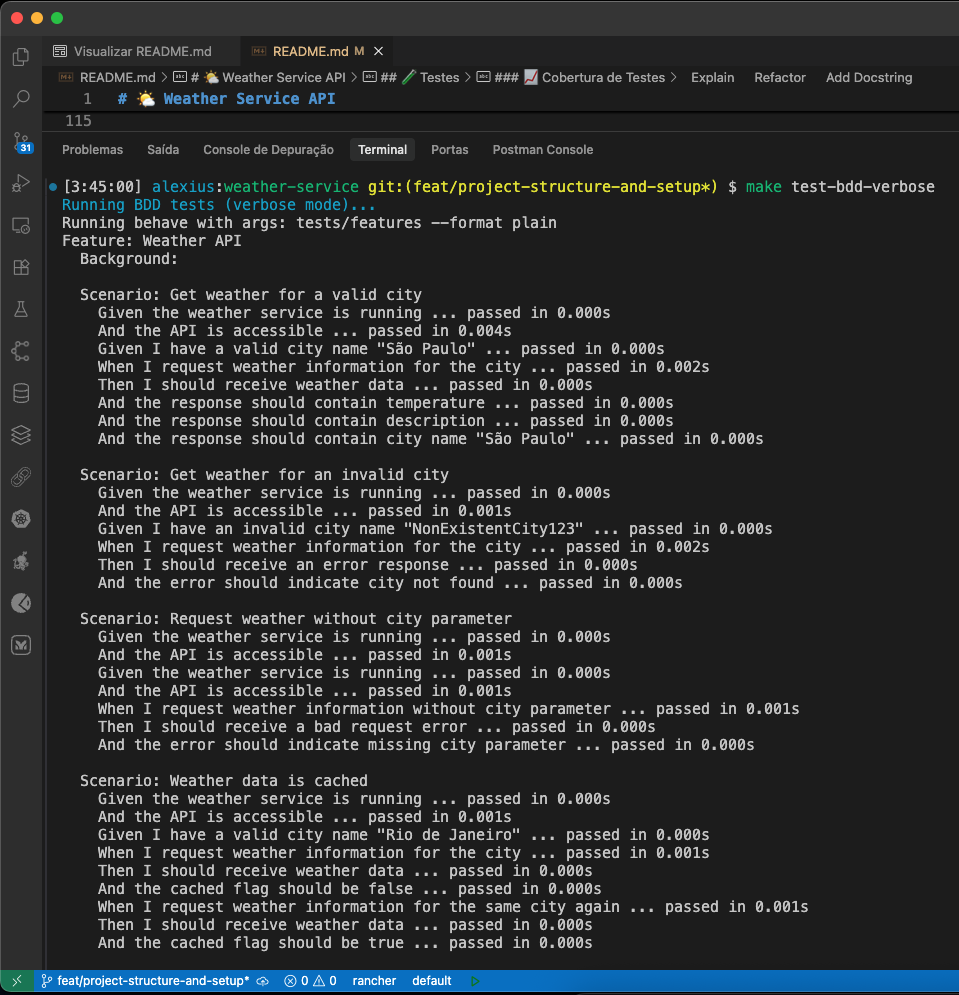 Visualizar README.md
README.md M
README.md > # 🌤️ Weather Service API > ## 🧪 Testes > ### 📈 Cobertura de Testes > Explain Refactor Add Docstring
1 # 🌤️ Weather Service API
115
31
Problemas Saída Console de Depuração Terminal Portas Postman Console
[3:45:00] alexius:weather-service git:(feat/project-structure-and-setup*) $ make test-bdd-verbose
Running BDD tests (verbose mode)...
Running behave with args: tests/features --format plain
Feature: Weather API
Background:
Scenario: Get weather for a valid city
Given the weather service is running ... passed in 0.000s
And the API is accessible ... passed in 0.004s
Given I have a valid city name "São Paulo" ... passed in 0.000s
When I request weather information for the city ... passed in 0.002s
Then I should receive weather data ... passed in 0.000s
And the response should contain temperature ... passed in 0.000s
And the response should contain description ... passed in 0.000s
And the response should contain city name "São Paulo" ... passed in 0.000s
Scenario: Get weather for an invalid city
Given the weather service is running ... passed in 0.000s
And the API is accessible ... passed in 0.001s
Given I have an invalid city name "NonExistentCity123" ... passed in 0.000s
When I request weather information for the city ... passed in 0.002s
Then I should receive an error response ... passed in 0.000s
And the error should indicate city not found ... passed in 0.000s
Scenario: Request weather without city parameter
Given the weather service is running ... passed in 0.000s
And the API is accessible ... passed in 0.001s
Given the weather service is running ... passed in 0.000s
And the API is accessible ... passed in 0.001s
When I request weather information without city parameter ... passed in 0.001s
Then I should receive a bad request error ... passed in 0.000s
And the error should indicate missing city parameter ... passed in 0.000s
Scenario: Weather data is cached
Given the weather service is running ... passed in 0.000s
And the API is accessible ... passed in 0.001s
Given I have a valid city name "Rio de Janeiro" ... passed in 0.000s
When I request weather information for the city ... passed in 0.001s
Then I should receive weather data ... passed in 0.000s
And the cached flag should be false ... passed in 0.000s
When I request weather information for the same city again ... passed in 0.001s
Then I should receive weather data ... passed in 0.000s
And the cached flag should be true ... passed in 0.000s
feat/project-structure-and-setup* 0 0 rancher default